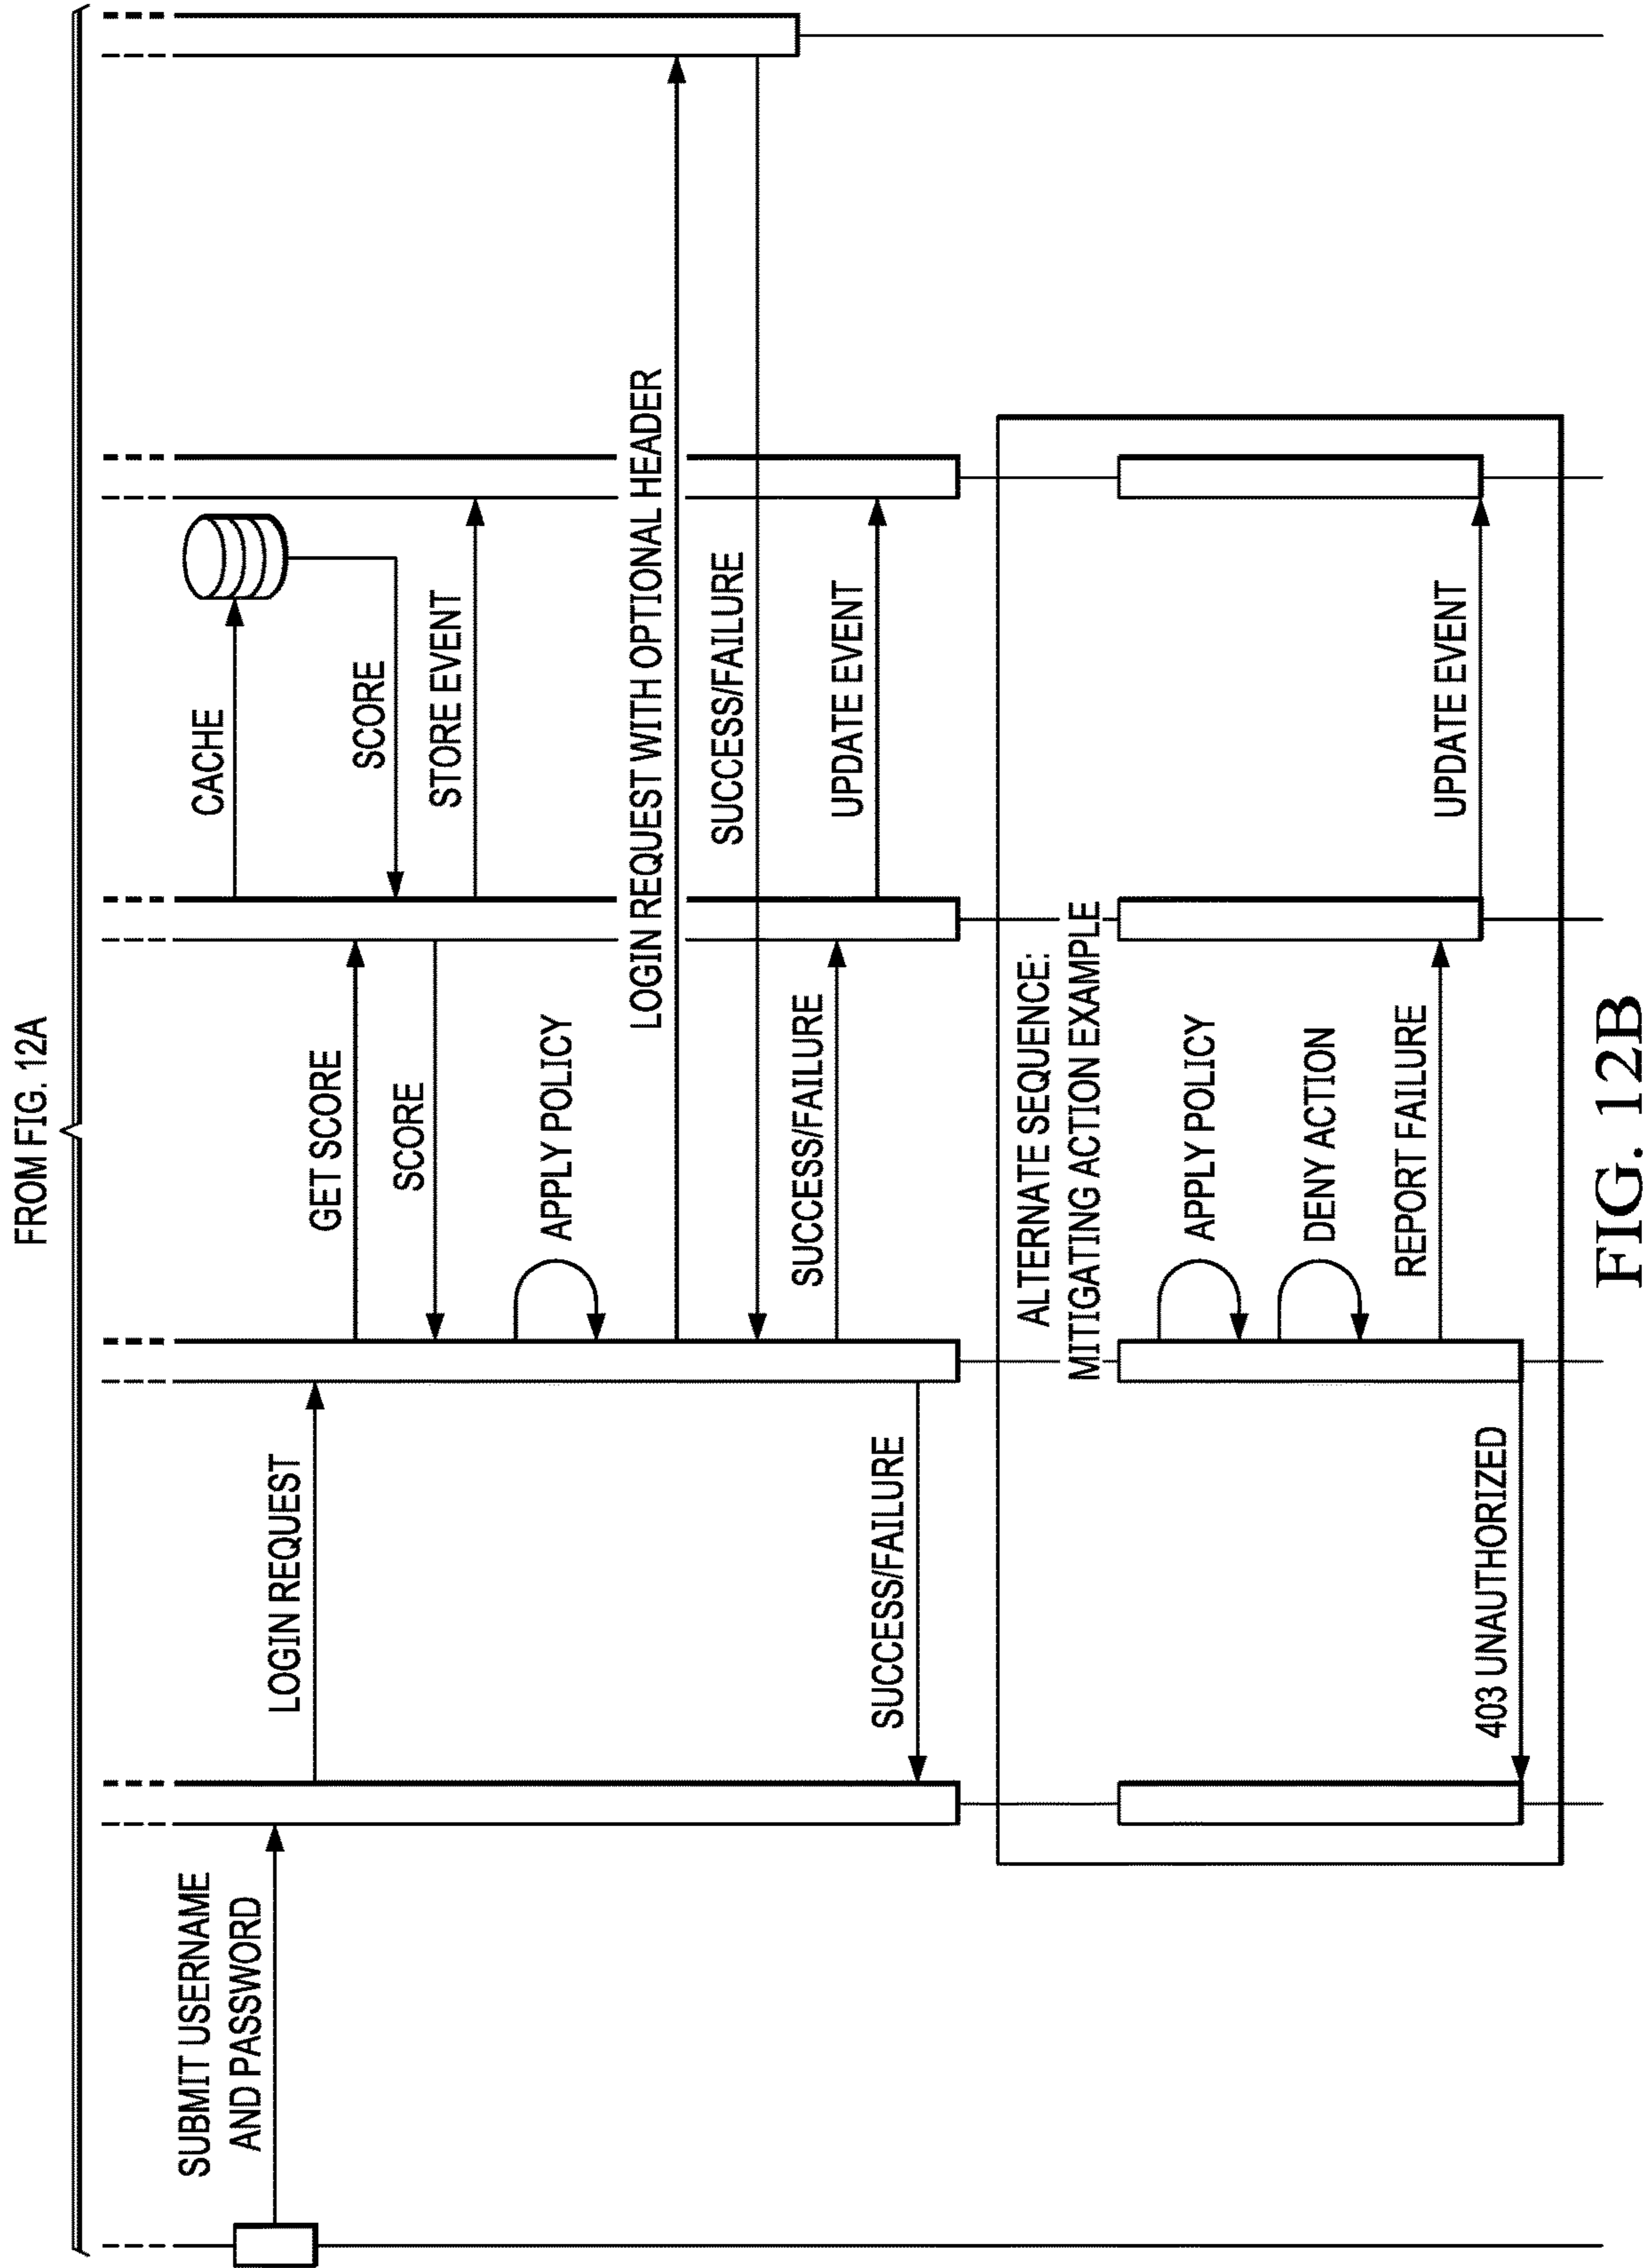 FROM FIG. 12A
SUBMIT USERNAME
AND PASSWORD
CACHE
LOGIN REQUEST
GET SCORE
SCORE
SCORE
STORE EVENT
APPLY POLICY
LOGIN REQUEST WITH OPTIONAL HEADER
SUCCESS/FAILURE
SUCCESS/FAILURE
UPDATE EVENT
SUCCESS/FAILURE
ALTERNATE SEQUENCE:
MITIGATING ACTION EXAMPLE
APPLY POLICY
DENY ACTION
REPORT FAILURE
UPDATE EVENT
403 UNAUTHORIZED
FIG. 12B